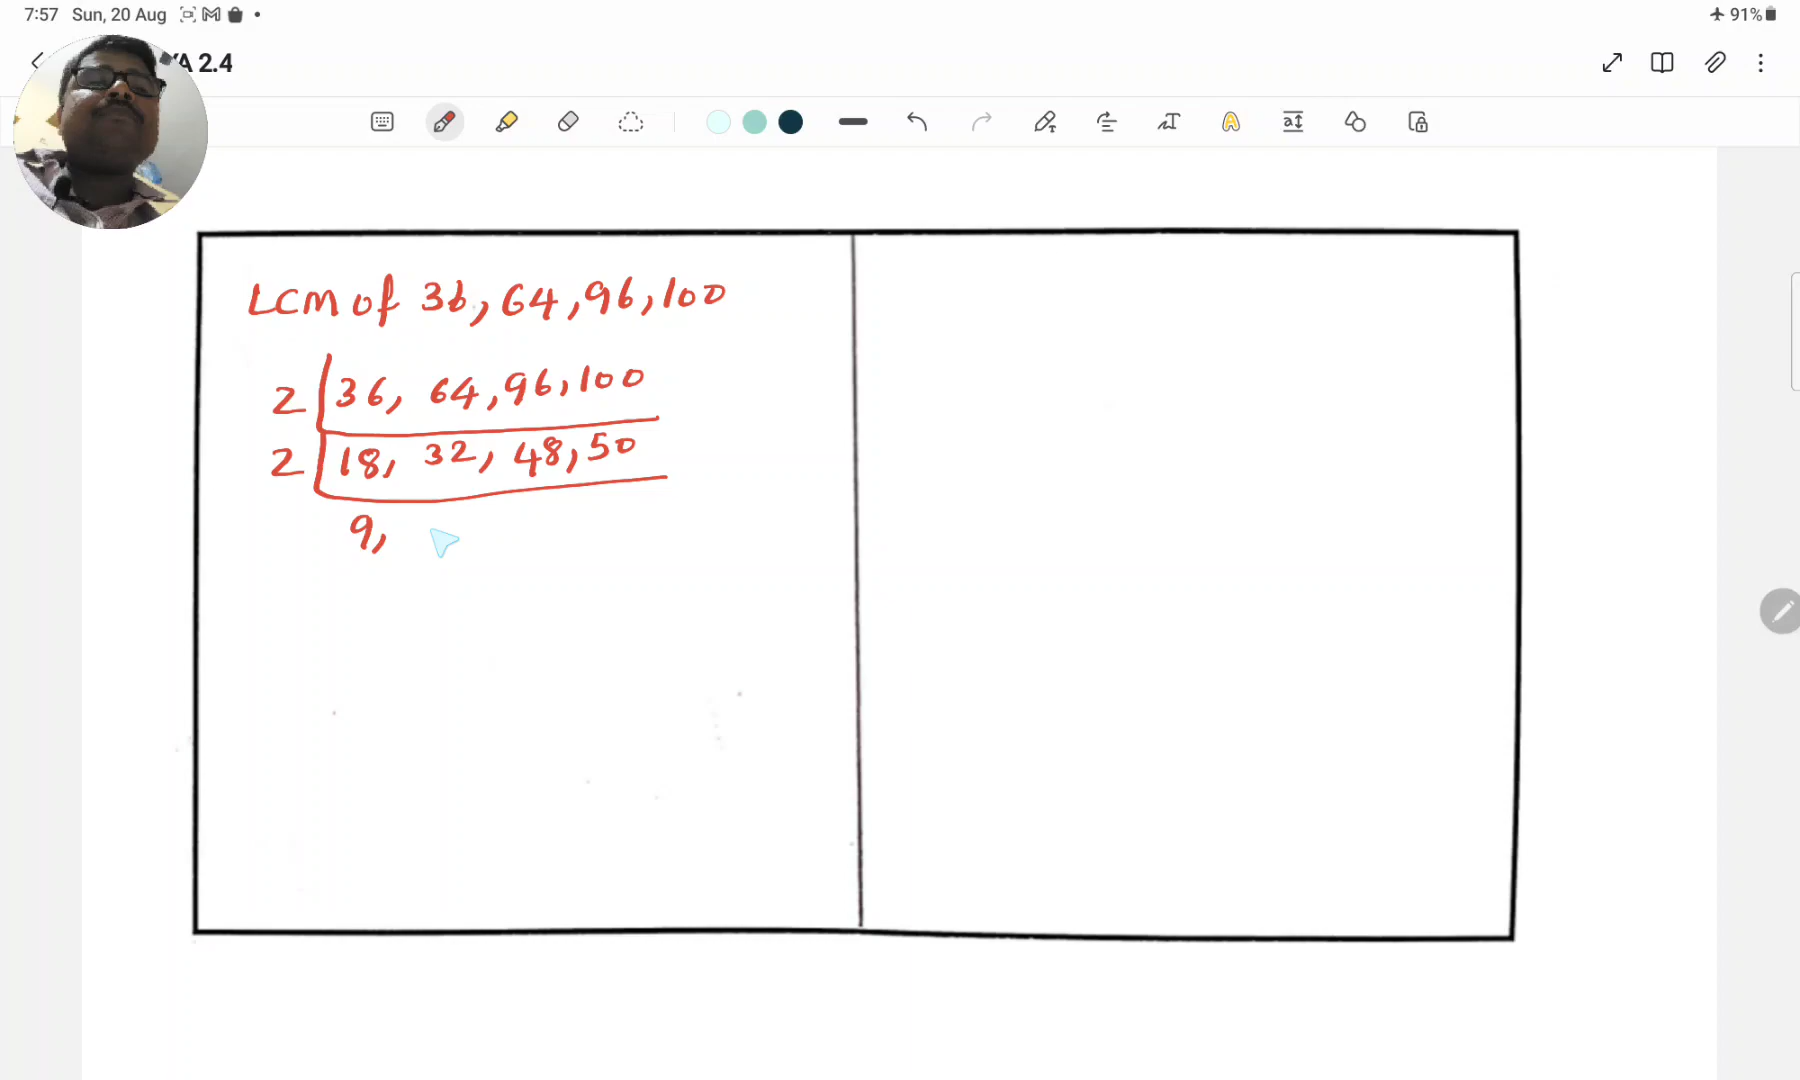 7:57 Sun, 20 Aug 91%
A 2.4
LCM of 36, 64, 96, 100
2 36, 64, 96, 100
2 18, 32, 48, 50
9,